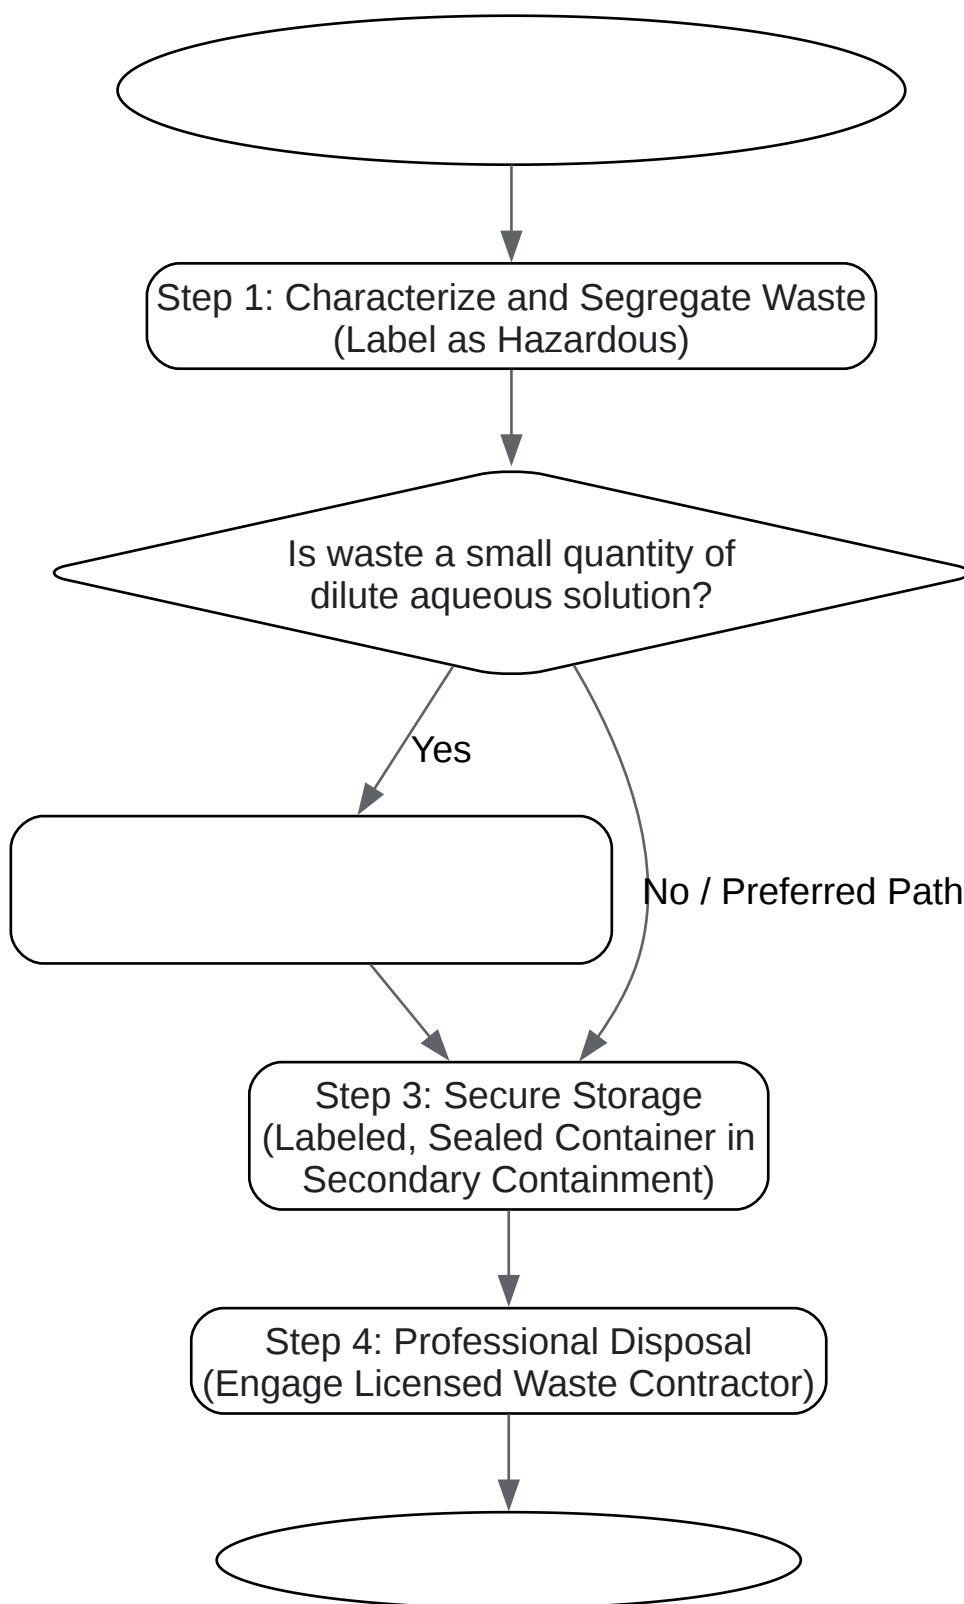 Step 1: Characterize and Segregate Waste
(Label as Hazardous)
Is waste a small quantity of
dilute aqueous solution?
Yes
No / Preferred Path
Step 3: Secure Storage
(Labeled, Sealed Container in
Secondary Containment)
Step 4: Professional Disposal
(Engage Licensed Waste Contractor)